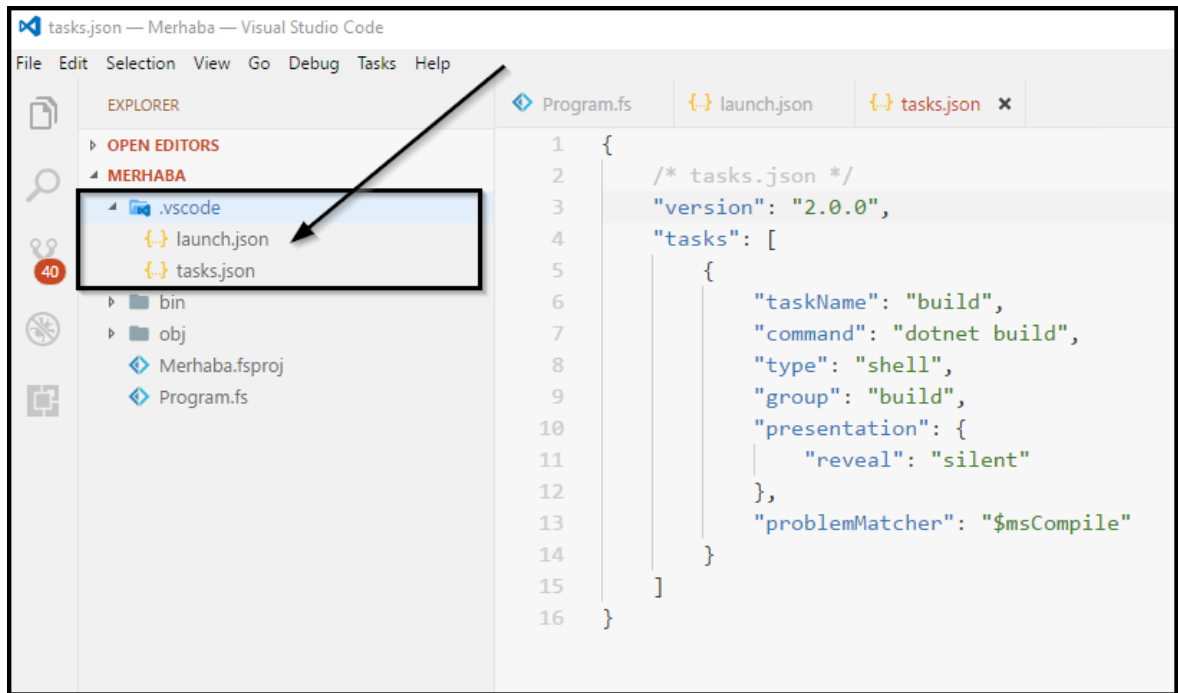 tasks.json — Merhaba — Visual Studio Code
File Edit Selection View Go Debug Tasks Help
EXPLORER
OPEN EDITORS
MERHABA
.vscode
{..} launch.json
{..} tasks.json
bin
obj
Merhaba.fsproj
Program.fs
40
Program.fs {..} launch.json {..} tasks.json ×
1 {
2 /* tasks.json */
3 "version": "2.0.0",
4 "tasks": [
5 {
6 "taskName": "build",
7 "command": "dotnet build",
8 "type": "shell",
9 "group": "build",
10 "presentation": {
11 "reveal": "silent"
12 },
13 "problemMatcher": "$msCompile"
14 }
15 ]
16 }